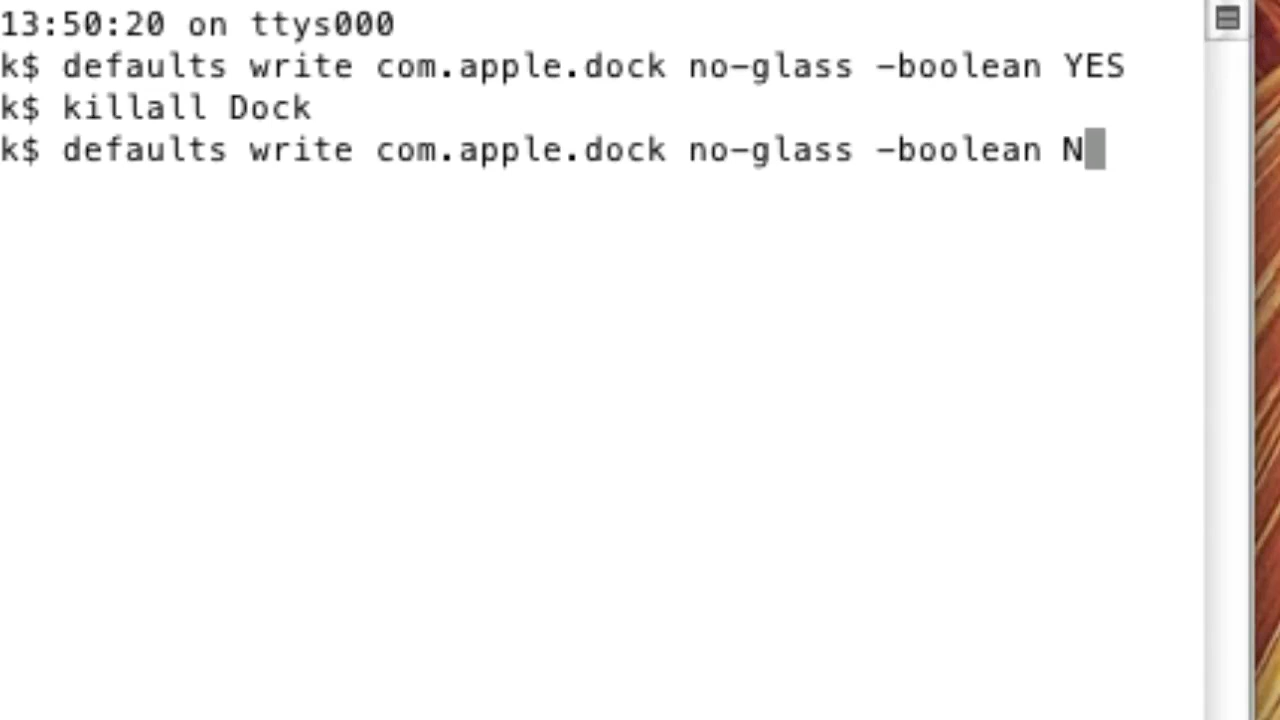 13:50:20 on ttys000
k$ defaults write com.apple.dock no-glass -boolean YES
k$ killall Dock
k$ defaults write com.apple.dock no-glass -boolean N